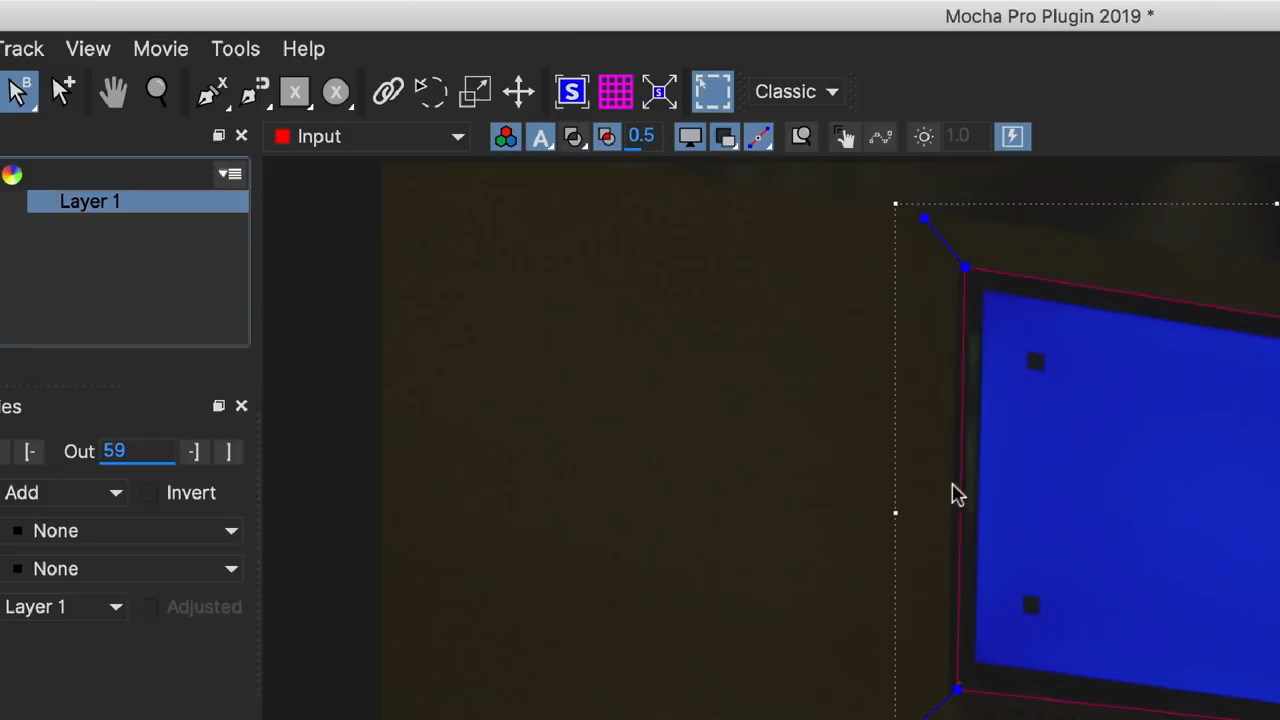 Mocha Pro Plugin 2019 *
Track View Movie Tools Help
B X X X S S Classic
Input A 0.5 1.0
Layer 1
ies
[- Out 59 -] ]
Add Invert
None
None
Layer 1 Adjusted